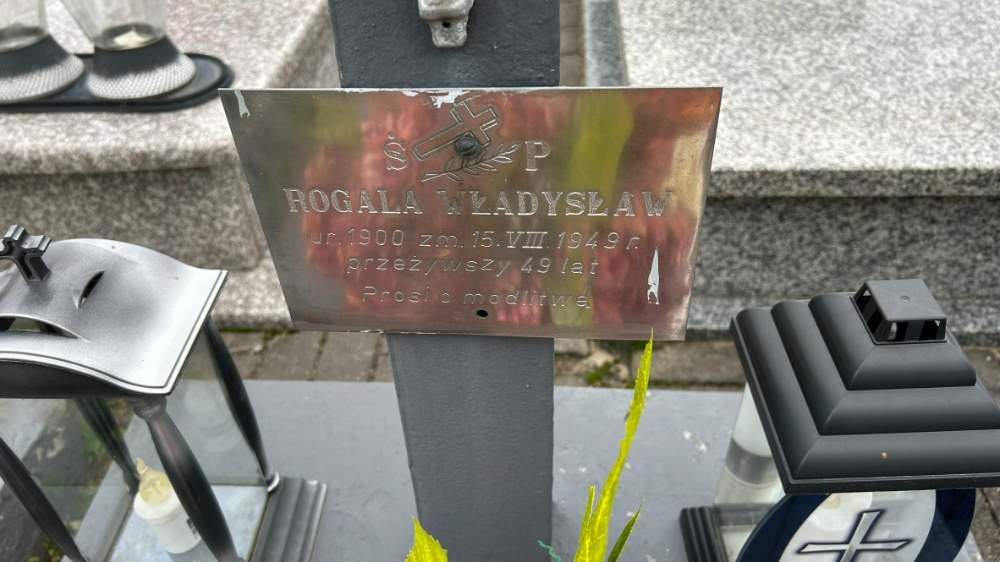 Ś P
ROGALA WŁADYSŁAW
ur. 1900 zm. 15. VIII. 1949 r.
przeżywszy 49 lat
Prosi o modlitwę